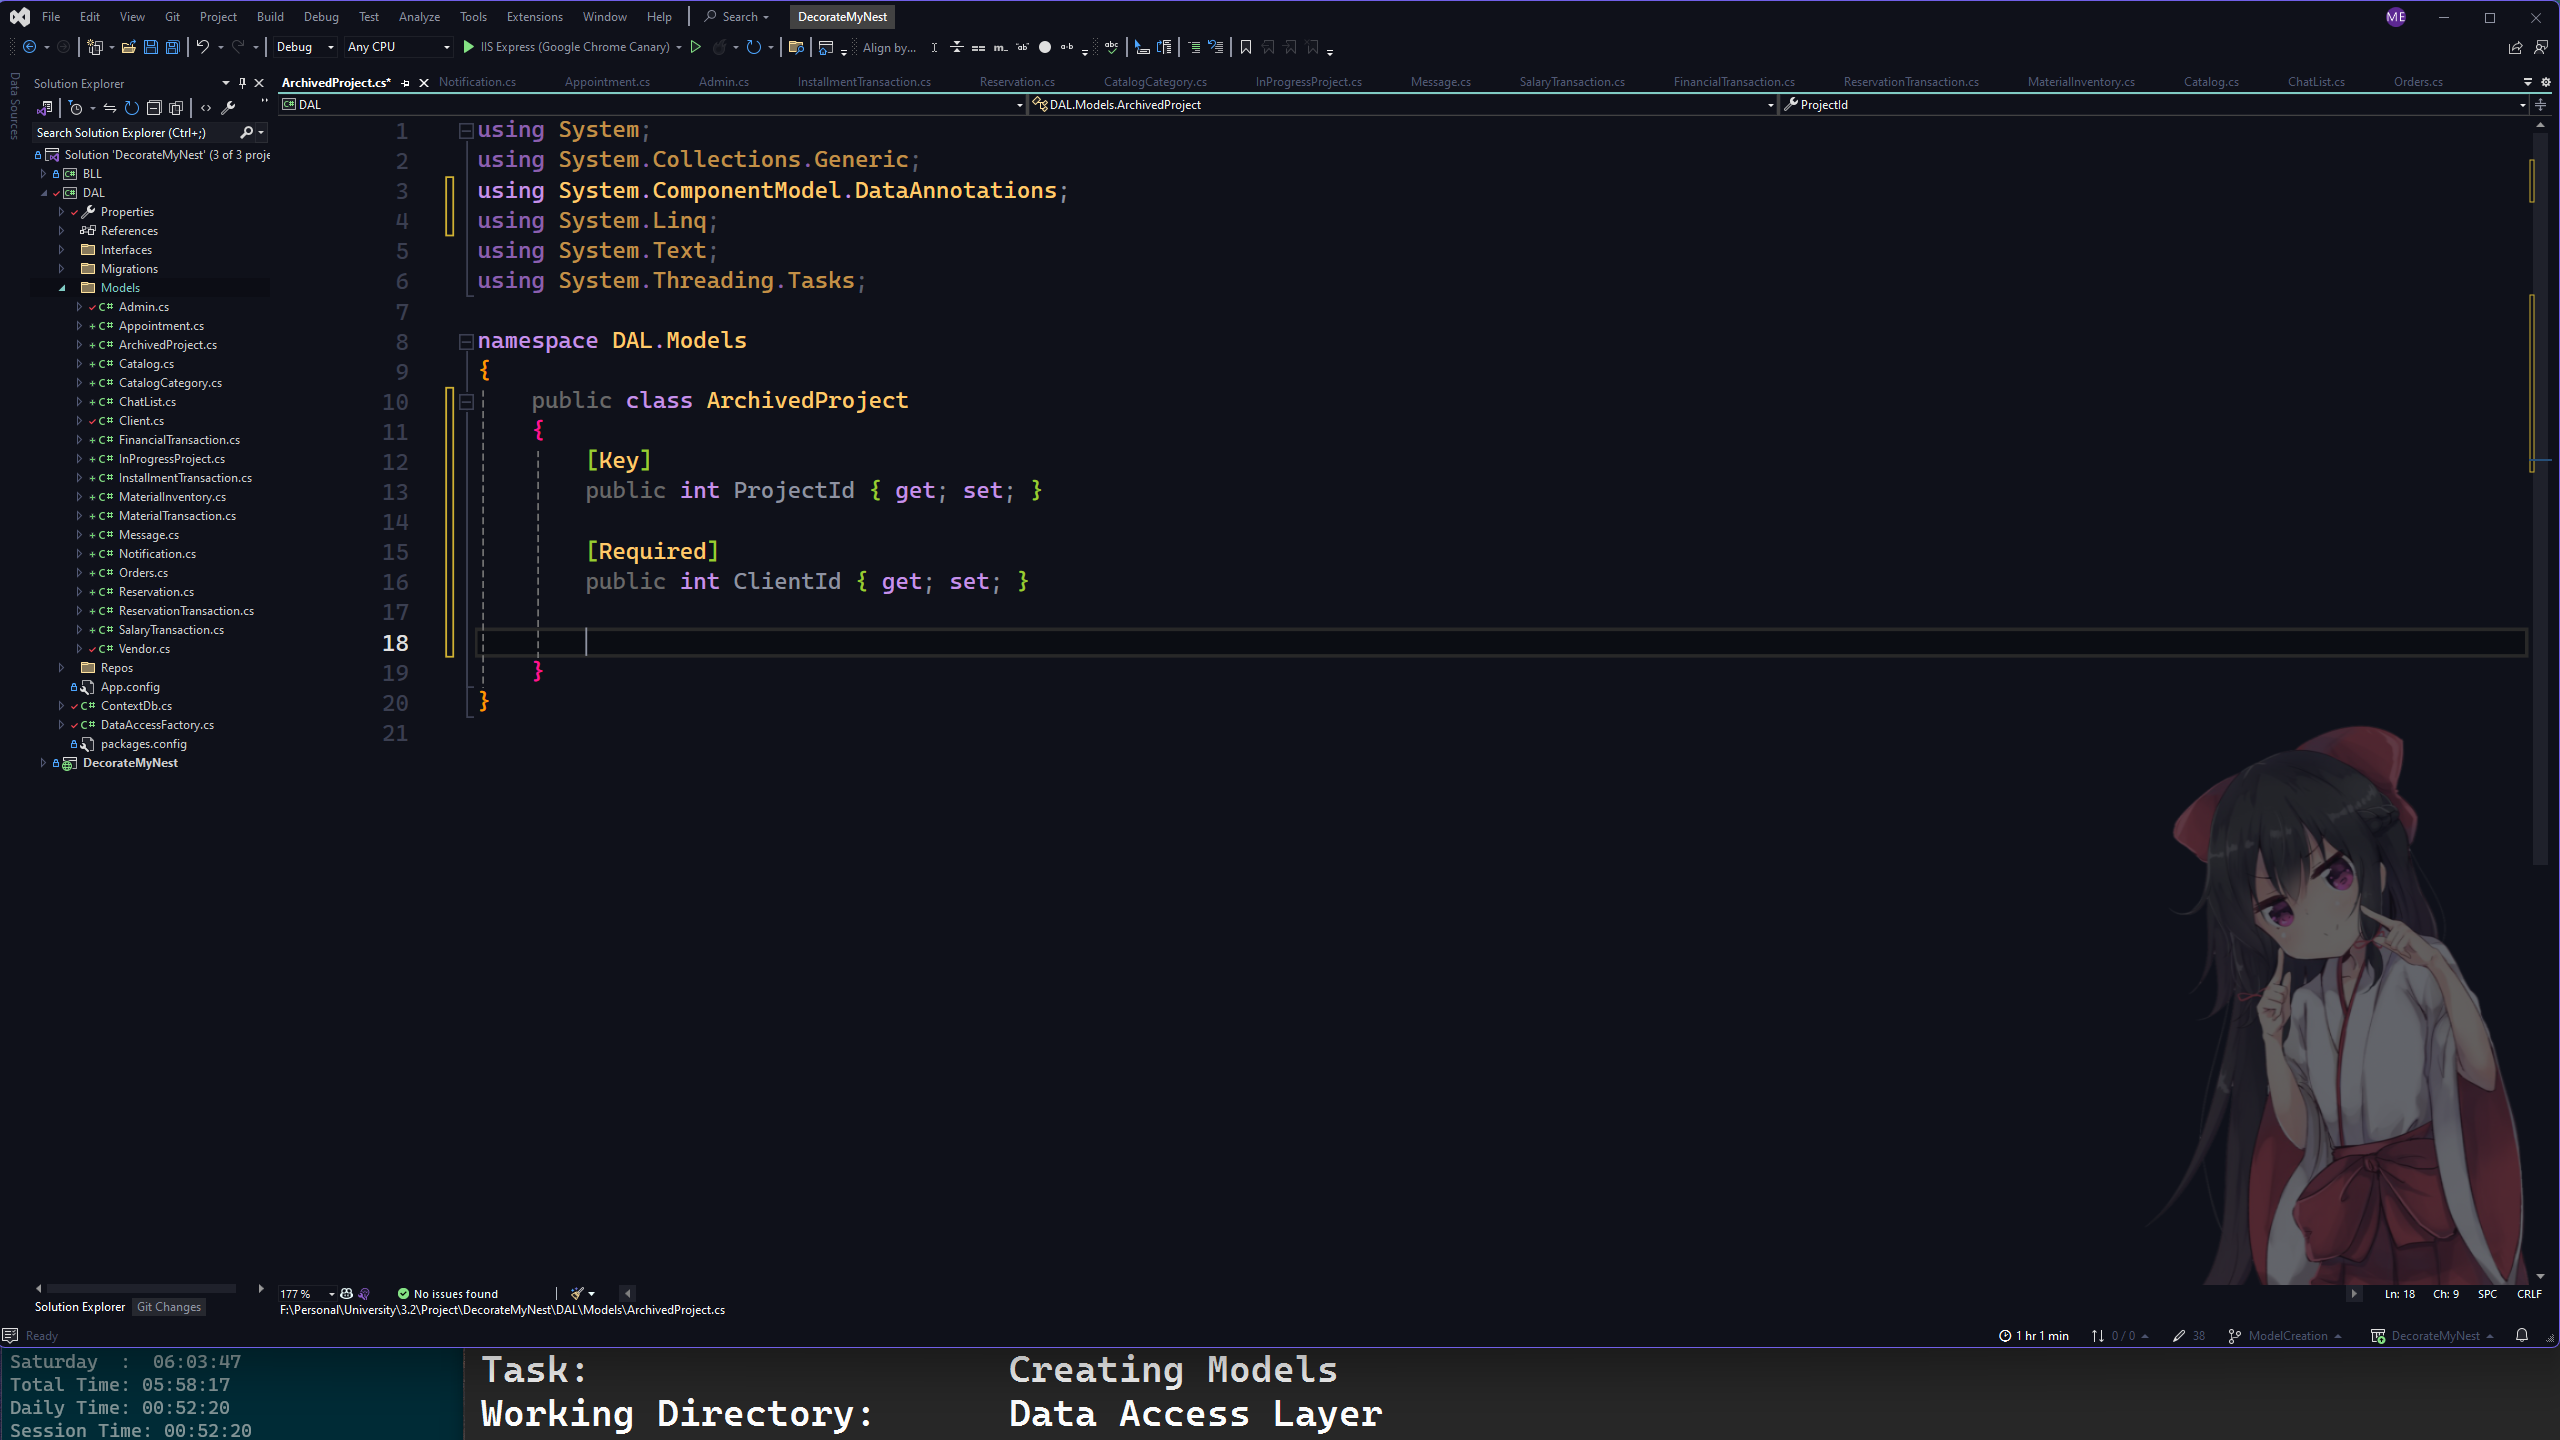 File Edit View Git Project Build Debug Test Analyze Tools Extensions Window Help Search DecorateMyNest ME
Debug Any CPU IIS Express (Google Chrome Canary) Align by...
Data Sources
Solution Explorer
ArchivedProject.cs* Notification.cs Appointment.cs Admin.cs InstallmentTransaction.cs Reservation.cs CatalogCategory.cs InProgressProject.cs Message.cs SalaryTransaction.cs FinancialTransaction.cs ReservationTransaction.cs MaterialInventory.cs Catalog.cs ChatList.cs Orders.cs
DAL DAL.Models.ArchivedProject ProjectId
Search Solution Explorer (Ctrl+;)
Solution 'DecorateMyNest' (3 of 3 proje
BLL
DAL
Properties
References
Interfaces
Migrations
Models
C# Admin.cs
C# Appointment.cs
C# ArchivedProject.cs
C# Catalog.cs
C# CatalogCategory.cs
C# ChatList.cs
C# Client.cs
C# FinancialTransaction.cs
C# InProgressProject.cs
C# InstallmentTransaction.cs
C# MaterialInventory.cs
C# MaterialTransaction.cs
C# Message.cs
C# Notification.cs
C# Orders.cs
C# Reservation.cs
C# ReservationTransaction.cs
C# SalaryTransaction.cs
C# Vendor.cs
Repos
App.config
C# ContextDb.cs
C# DataAccessFactory.cs
packages.config
DecorateMyNest
1 using System;
2 using System.Collections.Generic;
3 using System.ComponentModel.DataAnnotations;
4 using System.Linq;
5 using System.Text;
6 using System.Threading.Tasks;
7
8 namespace DAL.Models
9 {
10 public class ArchivedProject
11 {
12 [Key]
13 public int ProjectId { get; set; }
14
15 [Required]
16 public int ClientId { get; set; }
17
18
19 }
20 }
21
Solution Explorer Git Changes
177 % No issues found Ln: 18 Ch: 9 SPC CRLF
F:\Personal\University\3.2\Project\DecorateMyNest\DAL\Models\ArchivedProject.cs
Ready 1 hr 1 min 0 / 0 38 ModelCreation DecorateMyNest
Saturday : 06:03:47
Total Time: 05:58:17
Daily Time: 00:52:20
Session Time: 00:52:20
Task: Creating Models
Working Directory: Data Access Layer